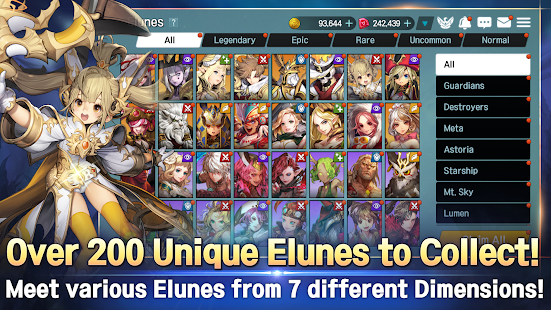 Elunes ?
93,644 +
242,439 +
All
Legendary
Epic
Rare
Uncommon
Normal
All
Guardians
Destroyers
Meta
Astoria
Starship
Mt. Sky
Lumen
All
Over 200 Unique Elunes to Collect!
Meet various Elunes from 7 different Dimensions!